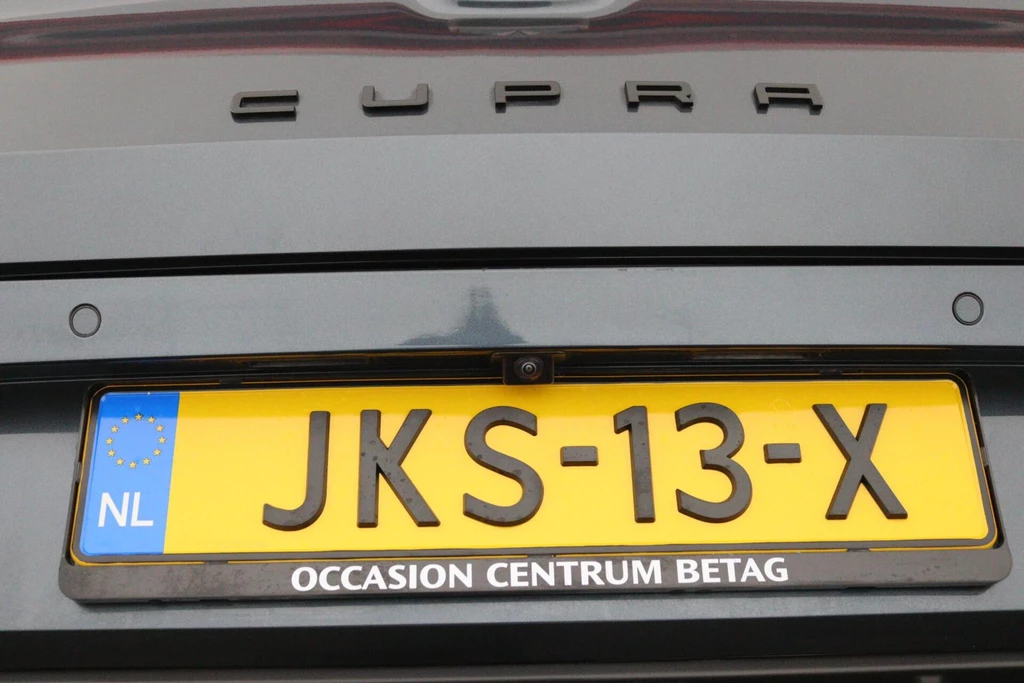 CUPRA
NL
JKS-13-X
OCCASION CENTRUM BETAG